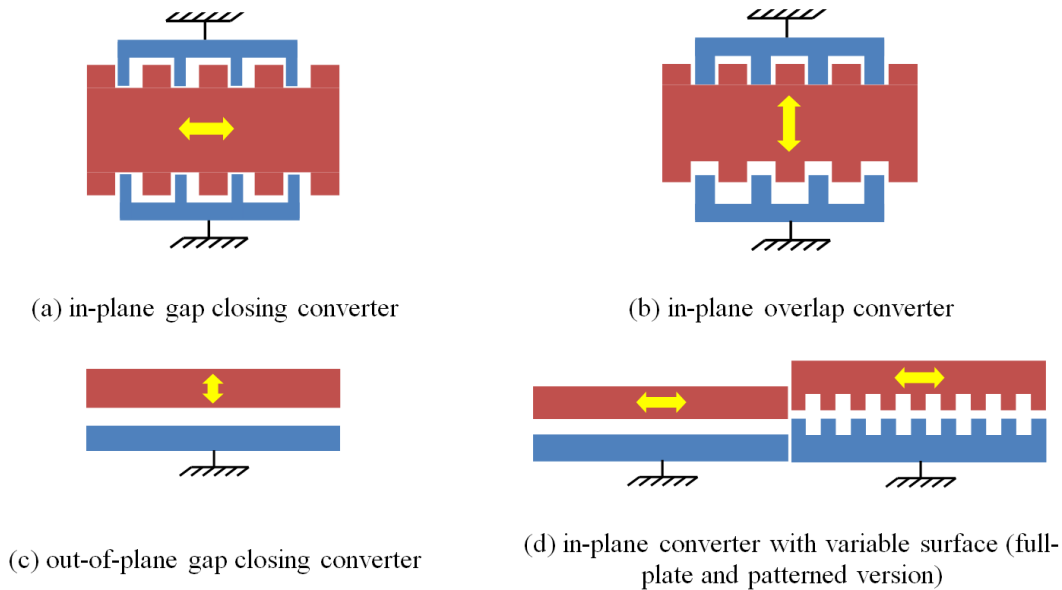 (a) in-plane gap closing converter
(b) in-plane overlap converter
(c) out-of-plane gap closing converter
(d) in-plane converter with variable surface (full-
plate and patterned version)